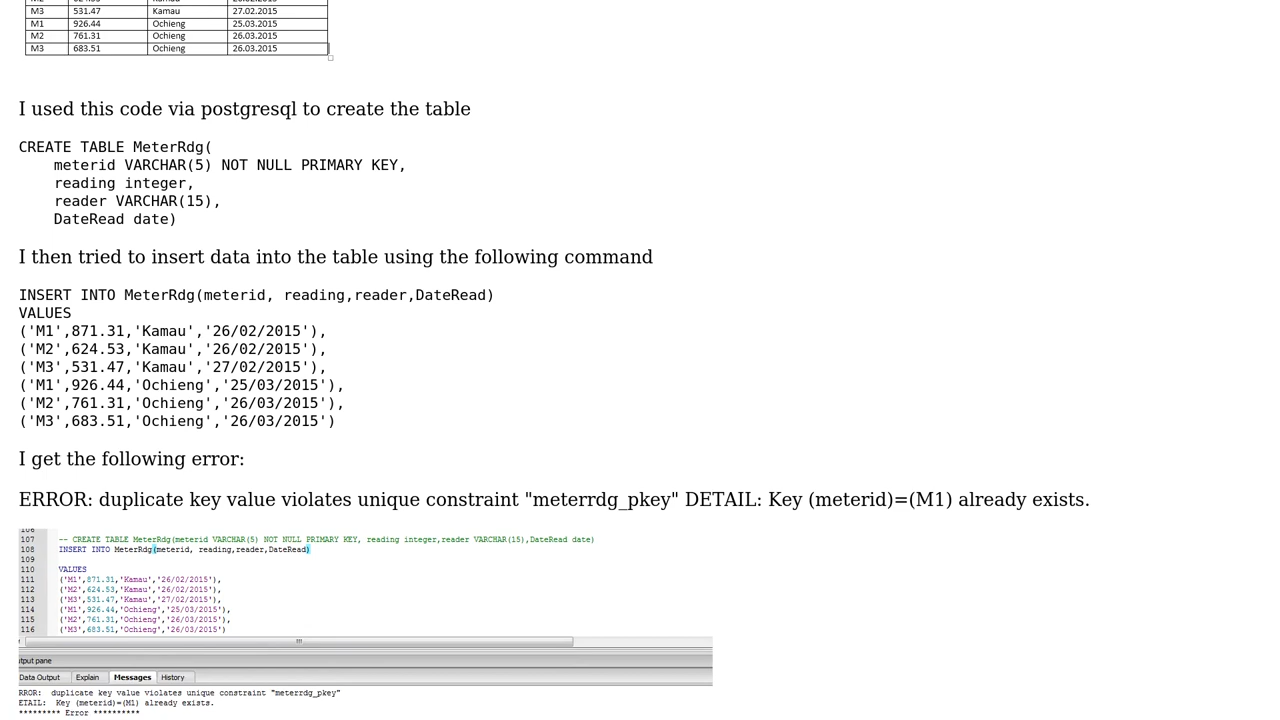 M3 531.47 Kamau 27.02.2015
M1 926.44 Ochieng 25.03.2015
M2 761.31 Ochieng 26.03.2015
M3 683.51 Ochieng 26.03.2015
I used this code via postgresql to create the table
CREATE TABLE MeterRdg(
    meterid VARCHAR(5) NOT NULL PRIMARY KEY,
    reading integer,
    reader VARCHAR(15),
    DateRead date)
I then tried to insert data into the table using the following command
INSERT INTO MeterRdg(meterid, reading,reader,DateRead)
VALUES
('M1',871.31,'Kamau','26/02/2015'),
('M2',624.53,'Kamau','26/02/2015'),
('M3',531.47,'Kamau','27/02/2015'),
('M1',926.44,'Ochieng','25/03/2015'),
('M2',761.31,'Ochieng','26/03/2015'),
('M3',683.51,'Ochieng','26/03/2015')
I get the following error:
ERROR: duplicate key value violates unique constraint "meterrdg_pkey" DETAIL: Key (meterid)=(M1) already exists.
106
107 -- CREATE TABLE MeterRdg(meterid VARCHAR(5) NOT NULL PRIMARY KEY, reading integer,reader VARCHAR(15),DateRead date)
108 INSERT INTO MeterRdg(meterid, reading,reader,DateRead)
109
110 VALUES
111 ('M1',871.31,'Kamau','26/02/2015'),
112 ('M2',624.53,'Kamau','26/02/2015'),
113 ('M3',531.47,'Kamau','27/02/2015'),
114 ('M1',926.44,'Ochieng','25/03/2015'),
115 ('M2',761.31,'Ochieng','26/03/2015'),
116 ('M3',683.51,'Ochieng','26/03/2015')
tput pane
Data Output Explain Messages History
RROR:  duplicate key value violates unique constraint "meterrdg_pkey"
ETAIL:  Key (meterid)=(M1) already exists.
********* Error **********